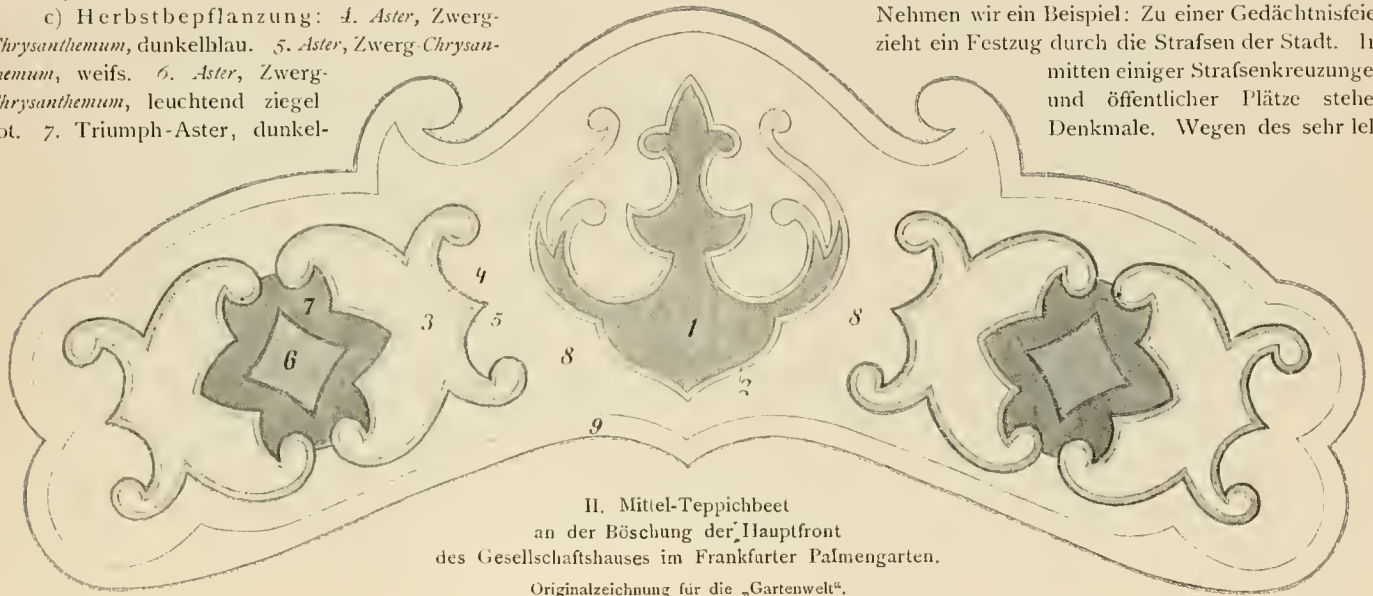 c) Herbstbepflanzung: 4. Aster, Zwerg-
Chrysanthemum, dunkelblau. 5. Aster, Zwerg-Chrysan-
themum, weifs. 6. Aster, Zwerg-
Chrysanthemum, leuchtend ziegel
ot. 7. Triumph-Aster, dunkel-
Nehmen wir ein Beispiel: Zu einer Gedächtnisfeie
zieht ein Festzug durch die Strafsen der Stadt. In
mitten einiger Strafsenkreuzunge
und öffentlicher Plätze stehe
Denkmale. Wegen des sehr leb
4
7
3
5
6
1
8
8
2
9
II. Mittel-Teppichbeet
an der Böschung der Hauptfront
des Gesellschaftshauses im Frankfurter Palmengarten.
Originalzeichnung für die „Gartenwelt“.